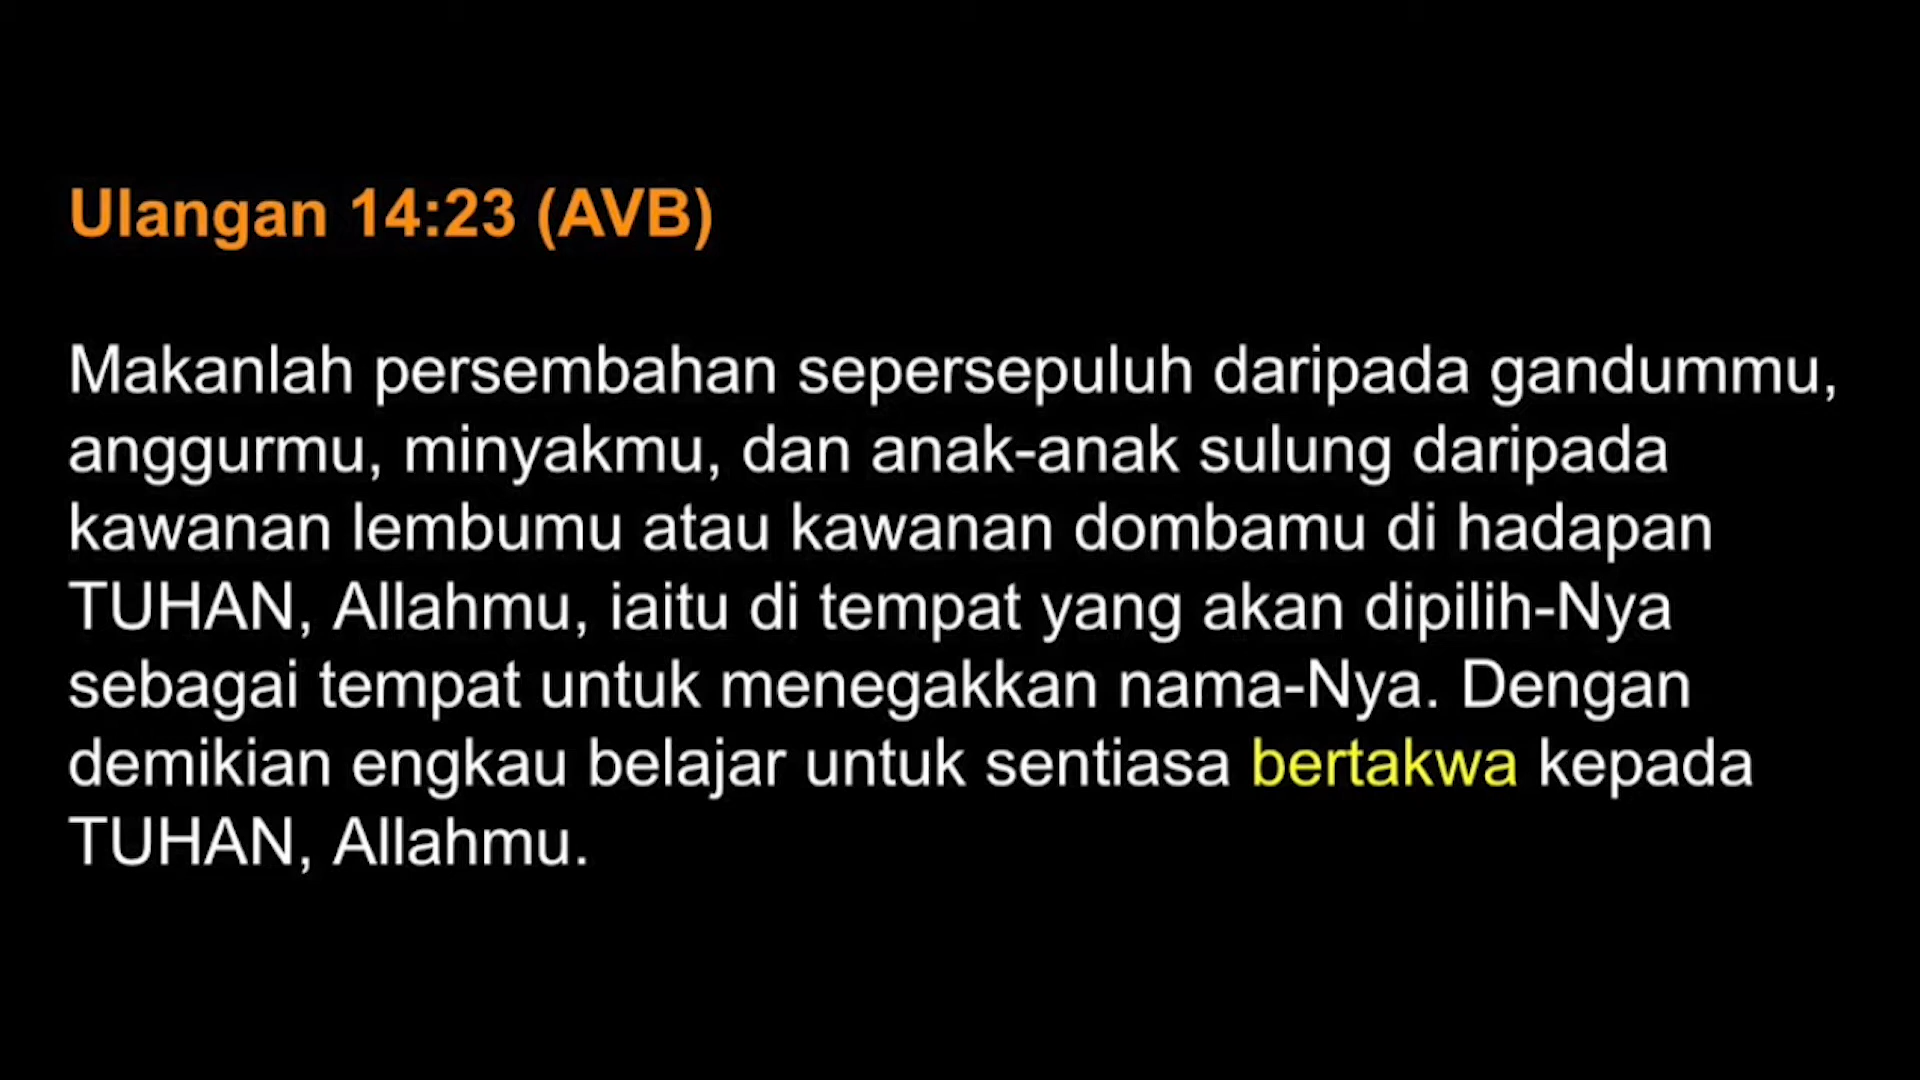 Ulangan 14:23 (AVB)
Makanlah persembahan sepersepuluh daripada gandummu,
anggurmu, minyakmu, dan anak-anak sulung daripada
kawanan lembumu atau kawanan dombamu di hadapan
TUHAN, Allahmu, iaitu di tempat yang akan dipilih-Nya
sebagai tempat untuk menegakkan nama-Nya. Dengan
demikian engkau belajar untuk sentiasa bertakwa kepada
TUHAN, Allahmu.